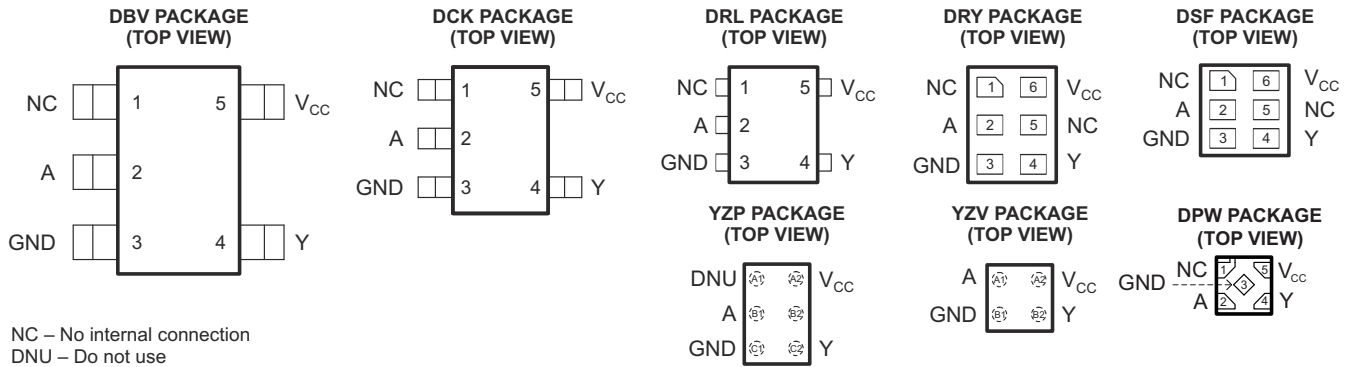 DBV PACKAGE
(TOP VIEW)
NC
A
GND
1
2
3
5
4
VCC
Y
DCK PACKAGE
(TOP VIEW)
NC
A
GND
1
2
3
5
4
VCC
Y
DRL PACKAGE
(TOP VIEW)
NC
A
GND
1
2
3
5
4
VCC
Y
DRY PACKAGE
(TOP VIEW)
NC 1 6 VCC
A 2 5 NC
GND 3 4 Y
DSF PACKAGE
(TOP VIEW)
NC 1 6 VCC
A 2 5 NC
GND 3 4 Y
YZP PACKAGE
(TOP VIEW)
DNU A1 A2 VCC
A B1 B2
GND C1 C2 Y
YZV PACKAGE
(TOP VIEW)
A A1 A2 VCC
GND B1 B2 Y
DPW PACKAGE
(TOP VIEW)
NC 1 5 VCC
GND 3
A 2 4 Y
NC – No internal connection
DNU – Do not use